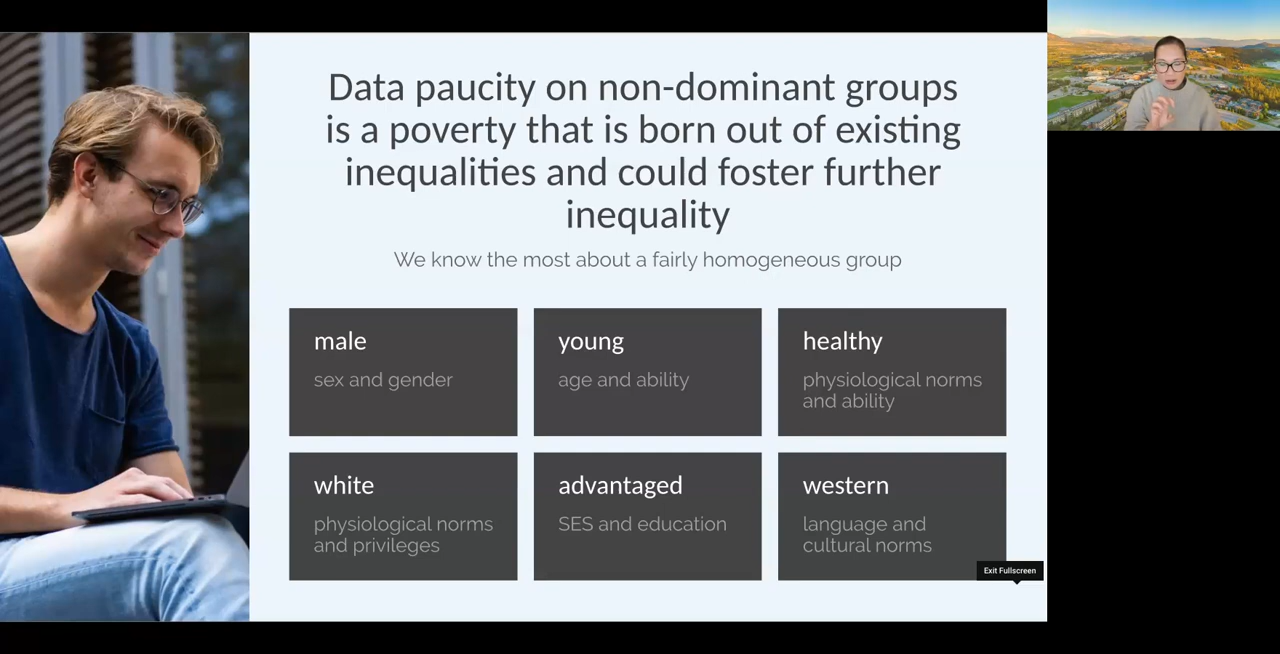 Data paucity on non-dominant groups
is a poverty that is born out of existing
inequalities and could foster further
inequality
We know the most about a fairly homogeneous group
male
sex and gender
young
age and ability
healthy
physiological norms
and ability
white
physiological norms
and privileges
advantaged
SES and education
western
language and
cultural norms
Exit Fullscreen